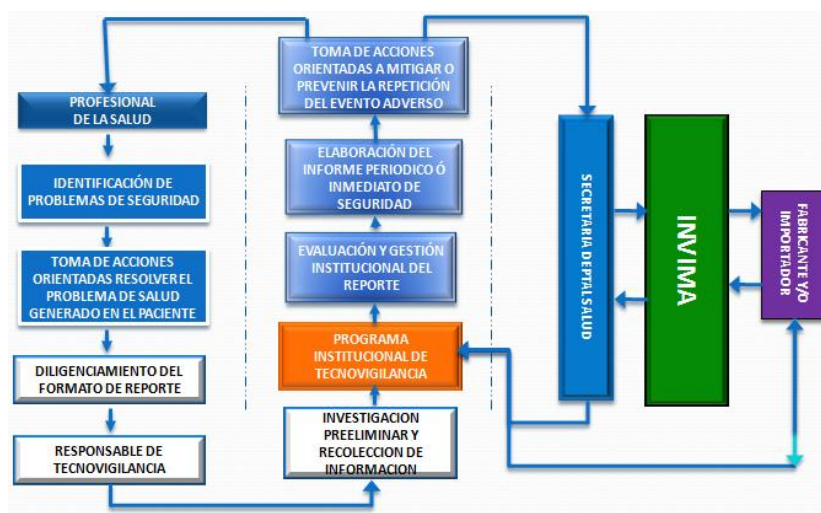 PROFESIONAL
DE LA SALUD
IDENTIFICACIÓN DE
PROBLEMAS DE SEGURIDAD
TOMA DE ACCIONES
ORIENTADAS RESOLVER EL
PROBLEMA DE SALUD
GENERADO EN EL PACIENTE
DILIGENCIAMIENTO DEL
FORMATO DE REPORTE
RESPONSABLE DE
TECNOVIGILANCIA
TOMA DE ACCIONES
ORIENTADAS A MITIGAR O
PREVENIR LA REPETICIÓN
DEL EVENTO ADVERSO
ELABORACIÓN DEL
INFORME PERIODICO Ó
INMEDIATO DE
SEGURIDAD
EVALUACIÓN Y GESTIÓN
INSTITUCIONAL DEL
REPORTE
PROGRAMA
INSTITUCIONAL DE
TECNOVIGILANCIA
INVESTIGACION
PREELIMINAR Y
RECOLECCION DE
INFORMACION
SECRETARIA DEPTAL SALUD
INVIMA
FABRICANTE Y/O
IMPORTADOR